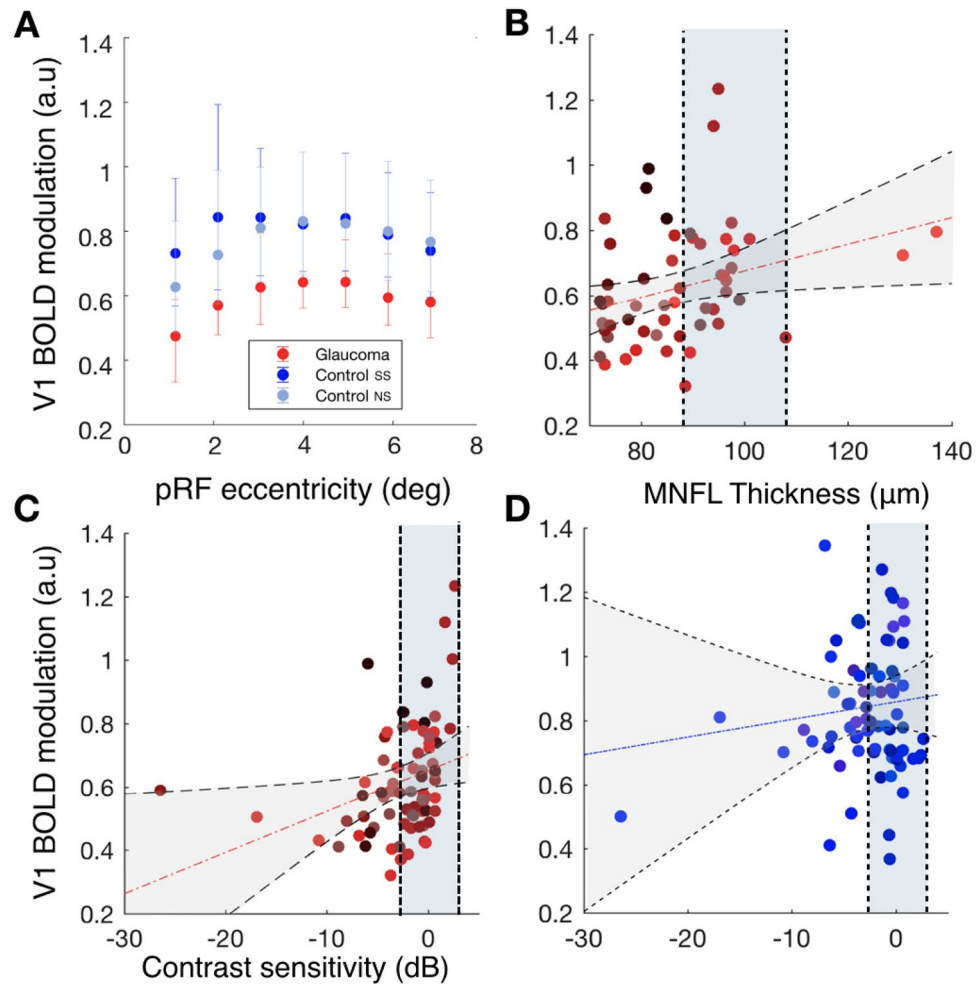 A
V1 BOLD modulation (a.u)
1.4
1.2
1
0.8
0.6
0.4
0.2
0 2 4 6 8
pRF eccentricity (deg)
Glaucoma
Control SS
Control NS
B
1.4
1.2
1
0.8
0.6
0.4
0.2
80 100 120 140
MNFL Thickness (μm)
C
V1 BOLD modulation (a.u)
1.4
1.2
1
0.8
0.6
0.4
0.2
-30 -20 -10 0
Contrast sensitivity (dB)
D
1.4
1.2
1
0.8
0.6
0.4
0.2
-30 -20 -10 0